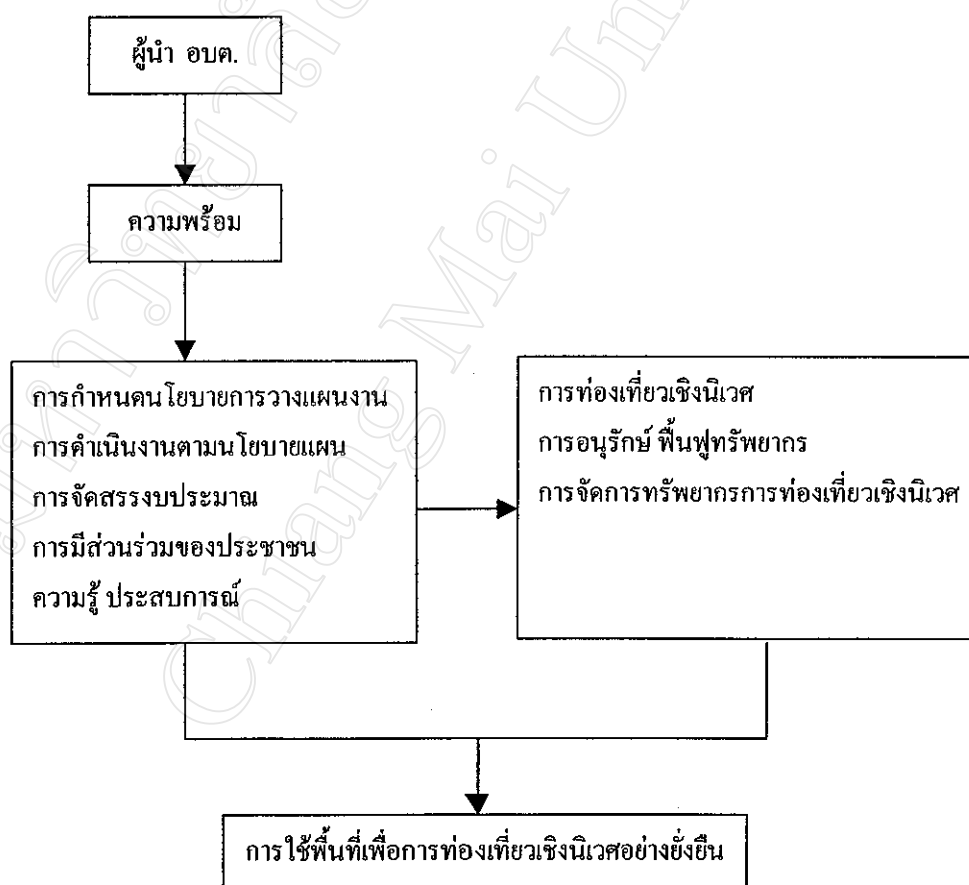 ผู้นำ อบต.
ความพร้อม
การกำหนดนโยบายการวางแผนงาน
การดำเนินงานตามนโยบายแผน
การจัดสรรงบประมาณ
การมีส่วนร่วมของประชาชน
ความรู้ ประสบการณ์
การท่องเที่ยวเชิงนิเวศ
การอนุรักษ์ ฟื้นฟูทรัพยากร
การจัดการทรัพยากรการท่องเที่ยวเชิงนิเวศ
การใช้พื้นที่เพื่อการท่องเที่ยวเชิงนิเวศอย่างยั่งยืน
Chiang Mai Uni